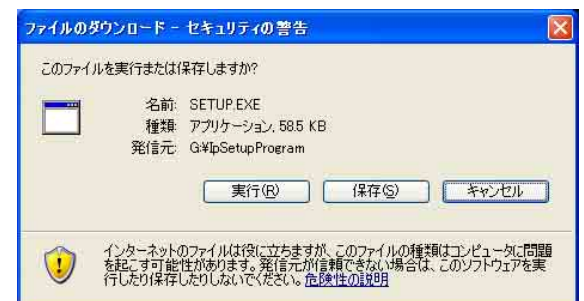 ファイルのダウンロード - セキュリティの警告
このファイルを実行または保存しますか?
名前: SETUP.EXE
種類: アプリケーション, 58.5 KB
発信元: G:¥IpSetupProgram
実行(R) 保存(S) キャンセル
インターネットのファイルは役に立ちますが、このファイルの種類はコンピュータに問題
を起こす可能性があります。発信元が信頼できない場合は、このソフトウェアを実
行したり保存したりしないでください。危険性の説明